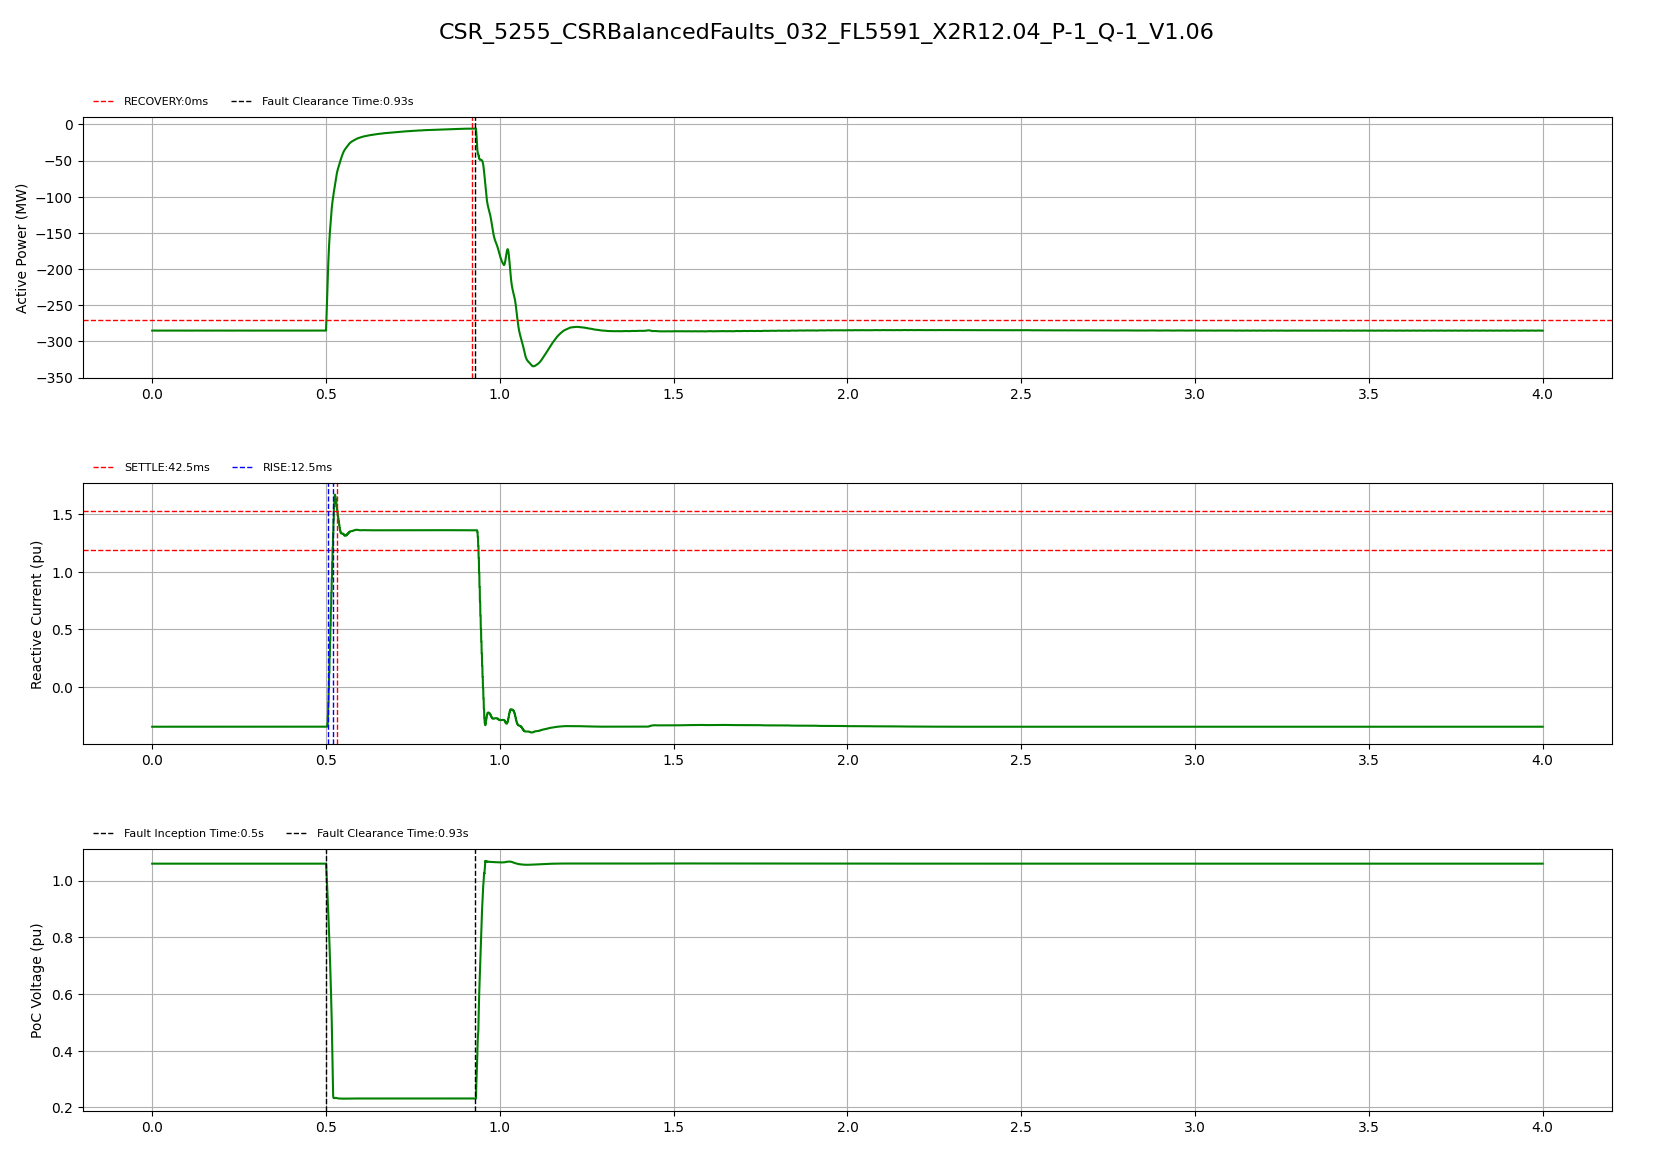 CSR_5255_CSRBalancedFaults_032_FL5591_X2R12.04_P-1_Q-1_V1.06
RECOVERY:0ms Fault Clearance Time:0.93s
Active Power (MW)
0
−50
−100
−150
−200
−250
−300
−350
0.0 0.5 1.0 1.5 2.0 2.5 3.0 3.5 4.0
SETTLE:42.5ms RISE:12.5ms
Reactive Current (pu)
1.5
1.0
0.5
0.0
0.0 0.5 1.0 1.5 2.0 2.5 3.0 3.5 4.0
Fault Inception Time:0.5s Fault Clearance Time:0.93s
PoC Voltage (pu)
1.0
0.8
0.6
0.4
0.2
0.0 0.5 1.0 1.5 2.0 2.5 3.0 3.5 4.0